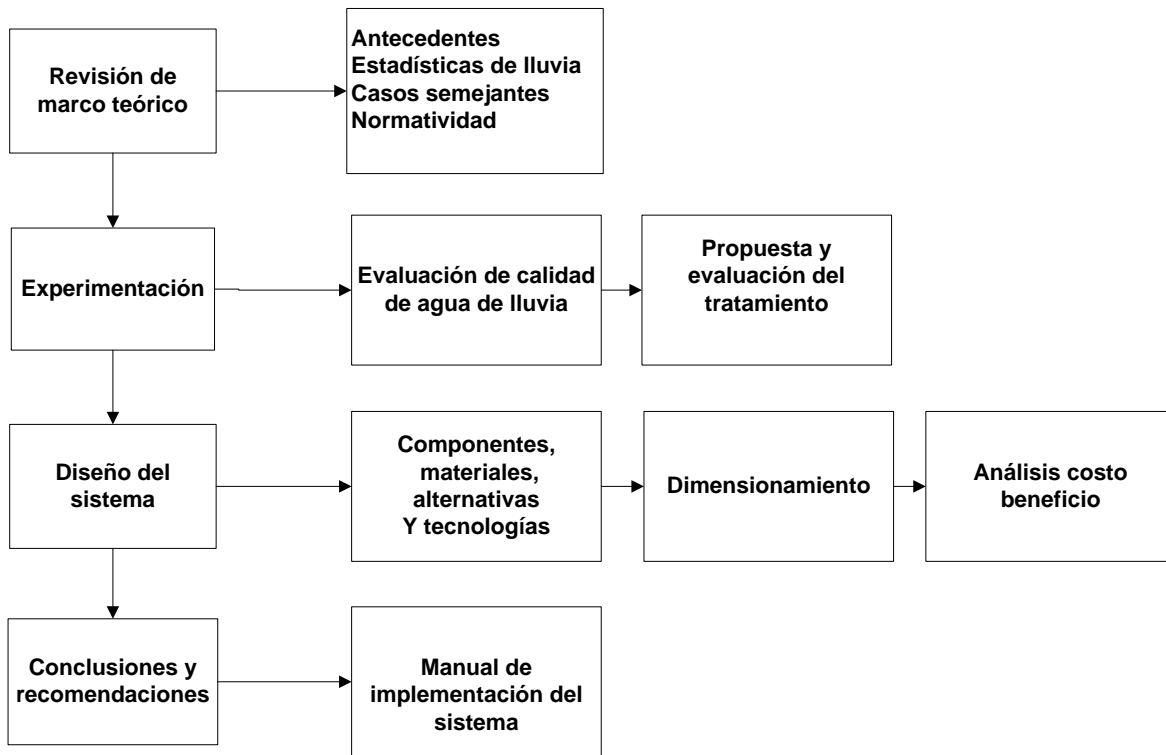 Revisión de
marco teórico
Antecedentes
Estadísticas de lluvia
Casos semejantes
Normatividad
Experimentación
Evaluación de calidad
de agua de lluvia
Propuesta y
evaluación del
tratamiento
Diseño del
sistema
Componentes,
materiales,
alternativas
Y tecnologías
Dimensionamiento
Análisis costo
beneficio
Conclusiones y
recomendaciones
Manual de
implementación del
sistema